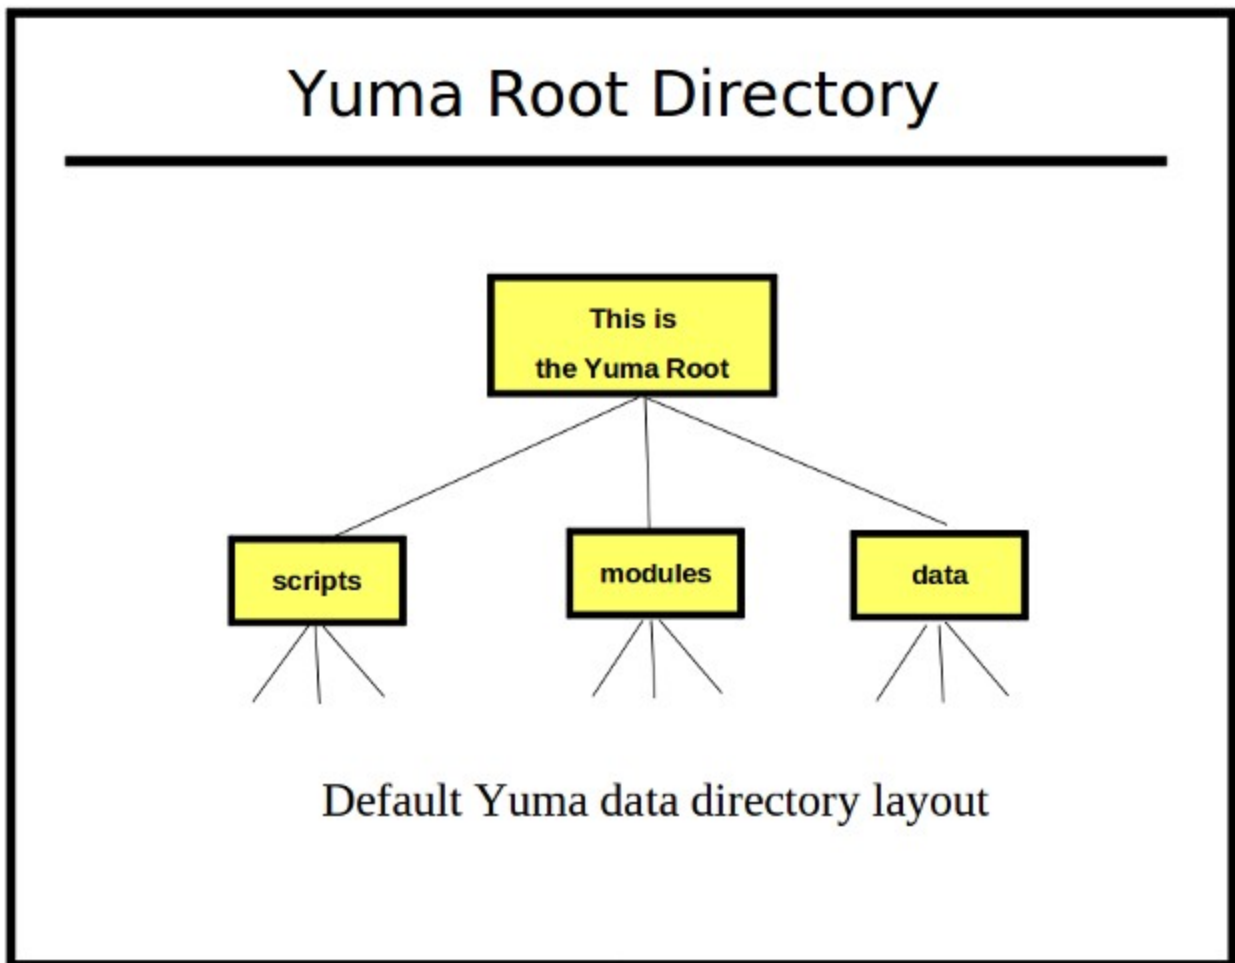 Yuma Root Directory
This is
the Yuma Root
scripts
modules
data
Default Yuma data directory layout